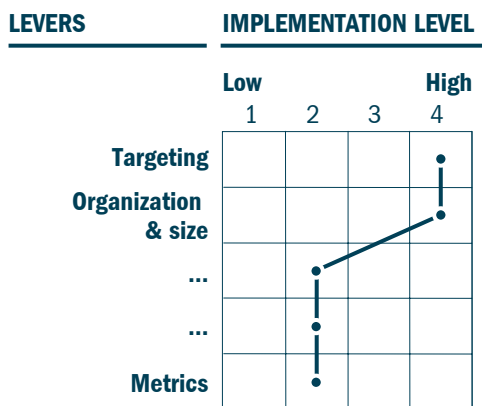 LEVERS IMPLEMENTATION LEVEL
Low High
1 2 3 4
Targeting
Organization
& size
...
...
Metrics